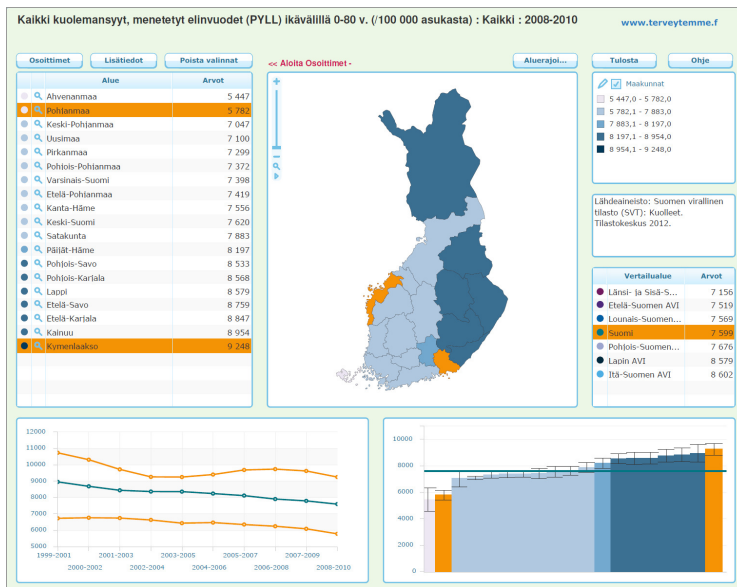 Kaikki kuolemansyyt, menetetyt elinvuodet (PYLL) ikävälillä 0-80 v. (/100 000 asukasta) : Kaikki : 2008-2010
www.terveytemme.f
Osoittimet
Lisätiedot
Poista valinnat
<< Aloita Osoittimet -
Aluerajoi...
Tulosta
Ohje
Alue Arvot
Ahvenanmaa 5 447
Pohjanmaa 5 782
Keski-Pohjanmaa 7 047
Uusimaa 7 100
Pirkanmaa 7 299
Pohjois-Pohjanmaa 7 372
Varsinais-Suomi 7 398
Etelä-Pohjanmaa 7 419
Kanta-Häme 7 556
Keski-Suomi 7 620
Satakunta 7 883
Päijät-Häme 8 197
Pohjois-Savo 8 533
Pohjois-Karjala 8 568
Lappi 8 579
Etelä-Savo 8 759
Etelä-Karjala 8 847
Kainuu 8 954
Kymenlaakso 9 248
Maakunnat
5 447,0 - 5 782,0
5 782,1 - 7 883,0
7 883,1 - 8 197,0
8 197,1 - 8 954,0
8 954,1 - 9 248,0
Lähdeaineisto: Suomen virallinen
tilasto (SVT): Kuolleet.
Tilastokeskus 2012.
Vertailualue Arvot
Länsi- ja Sisä-S... 7 156
Etelä-Suomen AVI 7 519
Lounais-Suomen... 7 569
Suomi 7 599
Pohjois-Suomen... 7 676
Lapin AVI 8 579
Itä-Suomen AVI 8 602
12000
11000
10000
9000
8000
7000
6000
5000
1999-2001
2001-2003
2003-2005
2005-2007
2007-2009
2000-2002
2002-2004
2004-2006
2006-2008
2008-2010
10000
8000
6000
4000
2000
0